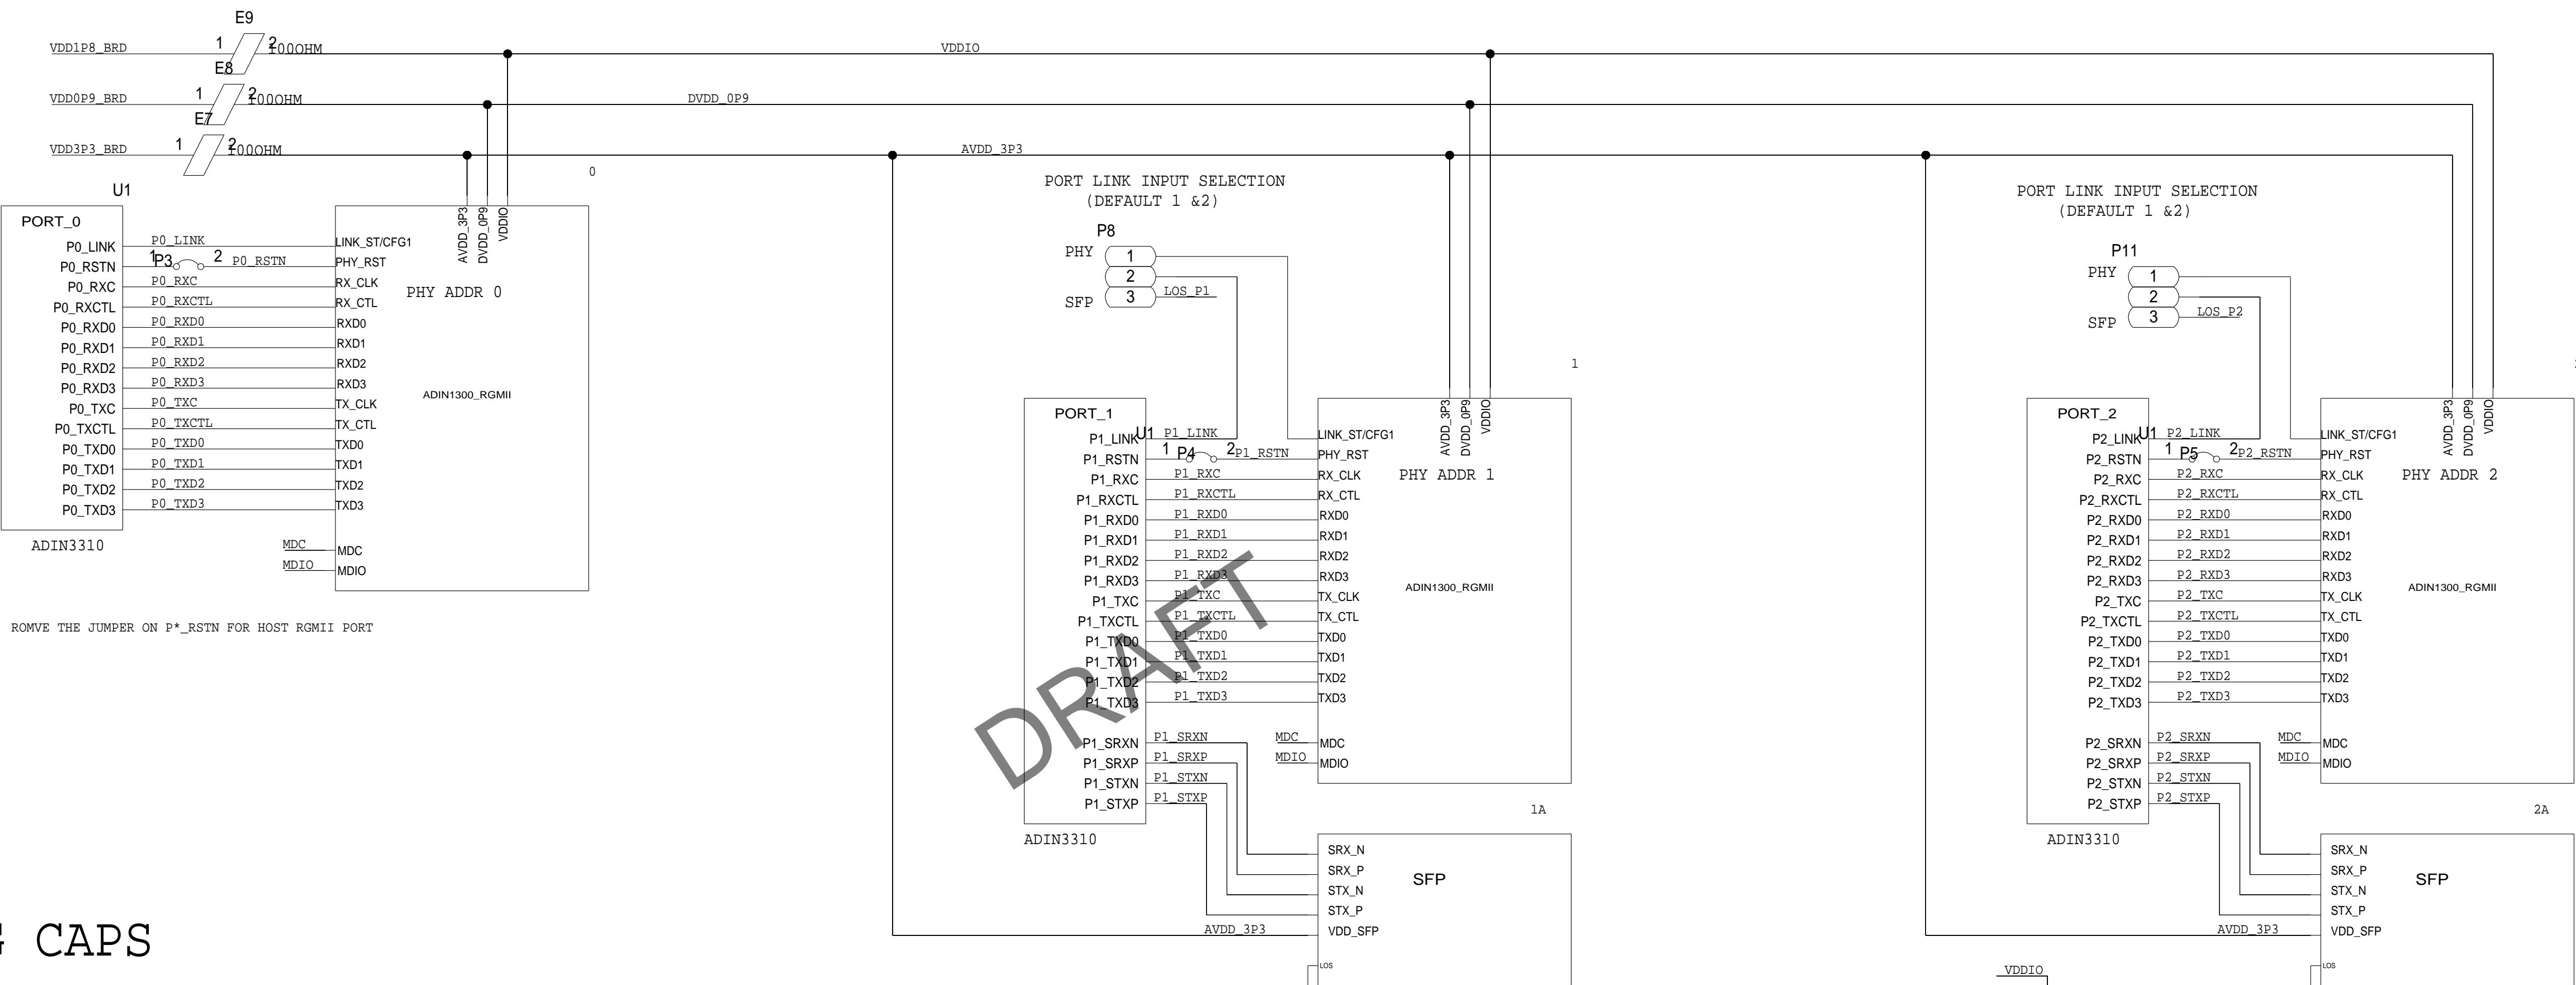 E9
VDD1P8_BRD 1 2 100OHM VDDIO
E8
VDD0P9_BRD 1 2 100OHM DVDD_0P9
E7
VDD3P3_BRD 1 2 100OHM AVDD_3P3
0
U1
PORT_0
P0_LINK P0_LINK LINK_ST/CFG1
P0_RSTN 1 P3 2 P0_RSTN PHY_RST
P0_RXC P0_RXC RX_CLK
P0_RXCTL P0_RXCTL RX_CTL
P0_RXD0 P0_RXD0 RXD0
P0_RXD1 P0_RXD1 RXD1
P0_RXD2 P0_RXD2 RXD2
P0_RXD3 P0_RXD3 RXD3
P0_TXC P0_TXC TX_CLK
P0_TXCTL P0_TXCTL TX_CTL
P0_TXD0 P0_TXD0 TXD0
P0_TXD1 P0_TXD1 TXD1
P0_TXD2 P0_TXD2 TXD2
P0_TXD3 P0_TXD3 TXD3
ADIN3310
MDC MDC
MDIO MDIO
AVDD_3P3
DVDD_0P9
VDDIO
PHY ADDR 0
ADIN1300_RGMII
ROMVE THE JUMPER ON P*_RSTN FOR HOST RGMII PORT
CAPS
PORT LINK INPUT SELECTION
(DEFAULT 1 &2)
P8
PHY 1
2
SFP 3 LOS_P1
1
PORT_1
U1
P1_LINK P1_LINK LINK_ST/CFG1
P1_RSTN 1 P4 2 P1_RSTN PHY_RST
P1_RXC P1_RXC RX_CLK
P1_RXCTL P1_RXCTL RX_CTL
P1_RXD0 P1_RXD0 RXD0
P1_RXD1 P1_RXD1 RXD1
P1_RXD2 P1_RXD2 RXD2
P1_RXD3 P1_RXD3 RXD3
P1_TXC P1_TXC TX_CLK
P1_TXCTL P1_TXCTL TX_CTL
P1_TXD0 P1_TXD0 TXD0
P1_TXD1 P1_TXD1 TXD1
P1_TXD2 P1_TXD2 TXD2
P1_TXD3 P1_TXD3 TXD3
P1_SRXN P1_SRXN MDC MDC
P1_SRXP P1_SRXP MDIO MDIO
P1_STXN P1_STXN
P1_STXP P1_STXP
ADIN3310
AVDD_3P3
DVDD_0P9
VDDIO
PHY ADDR 1
ADIN1300_RGMII
DRAFT
1A
SRX_N
SRX_P
STX_N
STX_P
AVDD_3P3 VDD_SFP
LOS
SFP
PORT LINK INPUT SELECTION
(DEFAULT 1 &2)
P11
PHY 1
2
SFP 3 LOS_P2
PORT_2
U1
P2_LINK P2_LINK LINK_ST/CFG1
P2_RSTN 1 P5 2 P2_RSTN PHY_RST
P2_RXC P2_RXC RX_CLK
P2_RXCTL P2_RXCTL RX_CTL
P2_RXD0 P2_RXD0 RXD0
P2_RXD1 P2_RXD1 RXD1
P2_RXD2 P2_RXD2 RXD2
P2_RXD3 P2_RXD3 RXD3
P2_TXC P2_TXC TX_CLK
P2_TXCTL P2_TXCTL TX_CTL
P2_TXD0 P2_TXD0 TXD0
P2_TXD1 P2_TXD1 TXD1
P2_TXD2 P2_TXD2 TXD2
P2_TXD3 P2_TXD3 TXD3
P2_SRXN P2_SRXN MDC MDC
P2_SRXP P2_SRXP MDIO MDIO
P2_STXN P2_STXN
P2_STXP P2_STXP
ADIN3310
AVDD_3P3
DVDD_0P9
VDDIO
PHY ADDR 2
ADIN1300_RGMII
2A
SRX_N
SRX_P
STX_N
STX_P
AVDD_3P3 VDD_SFP
LOS
SFP
VDDIO